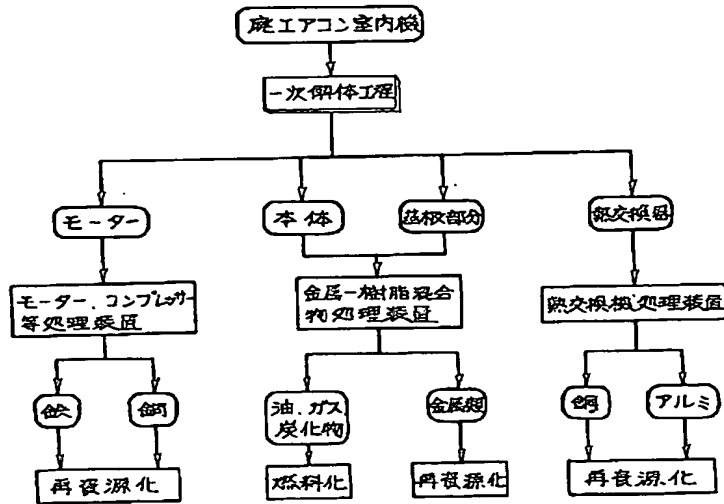 廃エアコン室内機
一次解体工程
モーター
本体
基板部分
熱交換器
モーター、コンプレッサー
等処理装置
金属-樹脂混合
物処理装置
熱交換機処理装置
鉄
銅
油、ガス
炭化物
金属類
銅
アルミ
再資源化
燃料化
再資源化
再資源化